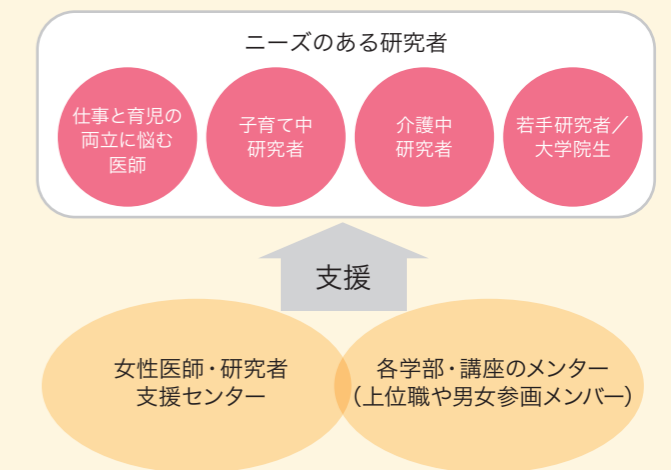 ニーズのある研究者
仕事と育児の
両立に悩む
医師
子育て中
研究者
介護中
研究者
若手研究者／
大学院生
支援
女性医師・研究者
支援センター
各学部・講座のメンター
(上位職や男女参画メンバー)